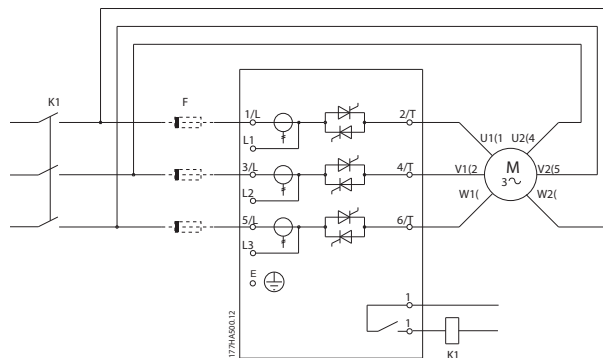 K1
F
1/L
2/T
L1
3/L
4/T
L2
5/L
6/T
L3
E
U1(1
U2(4
V1(2
M
3~
V2(5
W1(
W2(
1
1
K1
177HA500.12